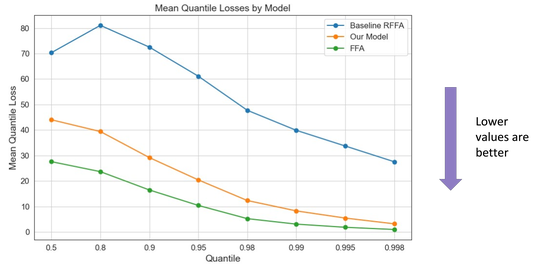 Mean Quantile Losses by Model
Baseline RFFA
Our Model
FFA
Mean Quantile Loss
80
70
60
50
40
30
20
10
0
0.5 0.8 0.9 0.95 0.98 0.99 0.995 0.998
Quantile
Lower
values are
better